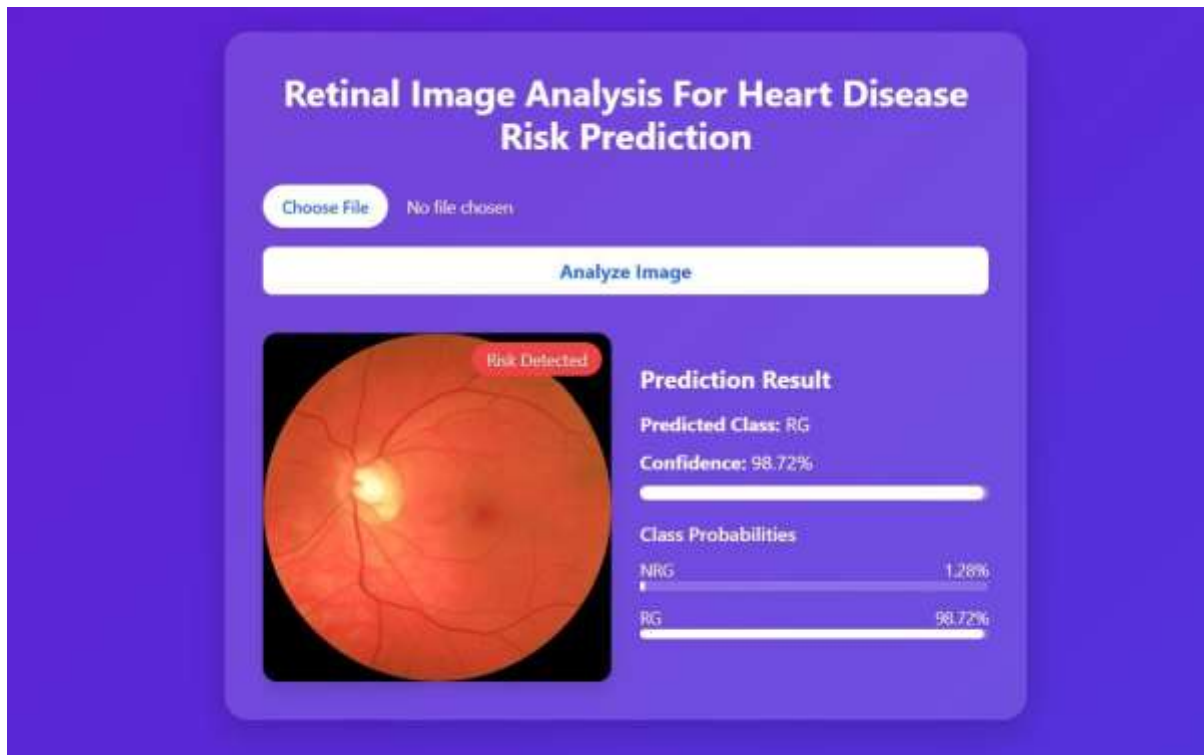 Retinal Image Analysis For Heart Disease
Risk Prediction
Choose File No file chosen
Analyze Image
Risk Detected
Prediction Result
Predicted Class: RG
Confidence: 98.72%
Class Probabilities
NRG 1.28%
RG 98.72%